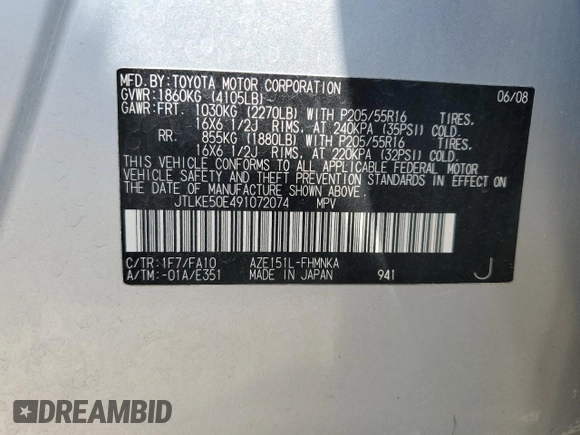 MFD.BY:TOYOTA MOTOR CORPORATION
GVWR:1860KG (4105LB) 06/08
GAWR:FRT. 1030KG (2270LB) WITH P205/55R16 TIRES.
16X6 1/2J RIMS. AT 240KPA (35PSI) COLD.
RR. 855KG (1880LB) WITH P205/55R16 TIRES.
16X6 1/2J RIMS. AT 220KPA (32PSI) COLD.
THIS VEHICLE CONFORMS TO ALL APPLICABLE FEDERAL MOTOR
VEHICLE SAFETY AND BUMPER STANDARDS IN EFFECT ON
THE DATE OF MANUFACTURE SHOWN ABOVE.
JTLKE50E491072074 MPV
C/TR:1F7/FA10 AZE151L-FHMNKA
A/TM:-01A/E351 MADE IN JAPAN 941 J
DREAMBID